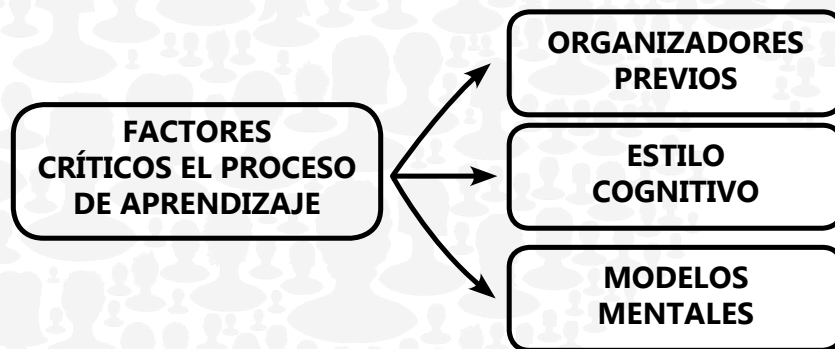 FACTORES
CRÍTICOS EL PROCESO
DE APRENDIZAJE
ORGANIZADORES
PREVIOS
ESTILO
COGNITIVO
MODELOS
MENTALES